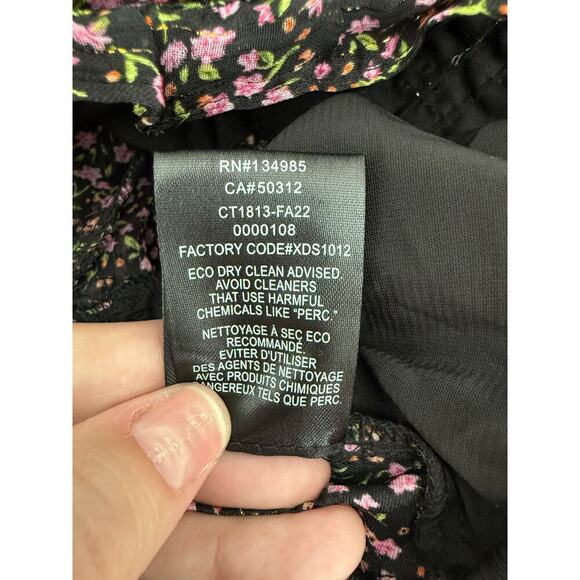 RN#134985
CA#50312
CT1813-FA22
0000108
FACTORY CODE#XDS1012
ECO DRY CLEAN ADVISED.
AVOID CLEANERS
THAT USE HARMFUL
CHEMICALS LIKE "PERC."
NETTOYAGE À SEC ECO
RECOMMANDÉ.
EVITER D'UTILISER
DES AGENTS DE NETTOYAGE
AVEC PRODUITS CHIMIQUES
DANGEREUX TELS QUE PERC.